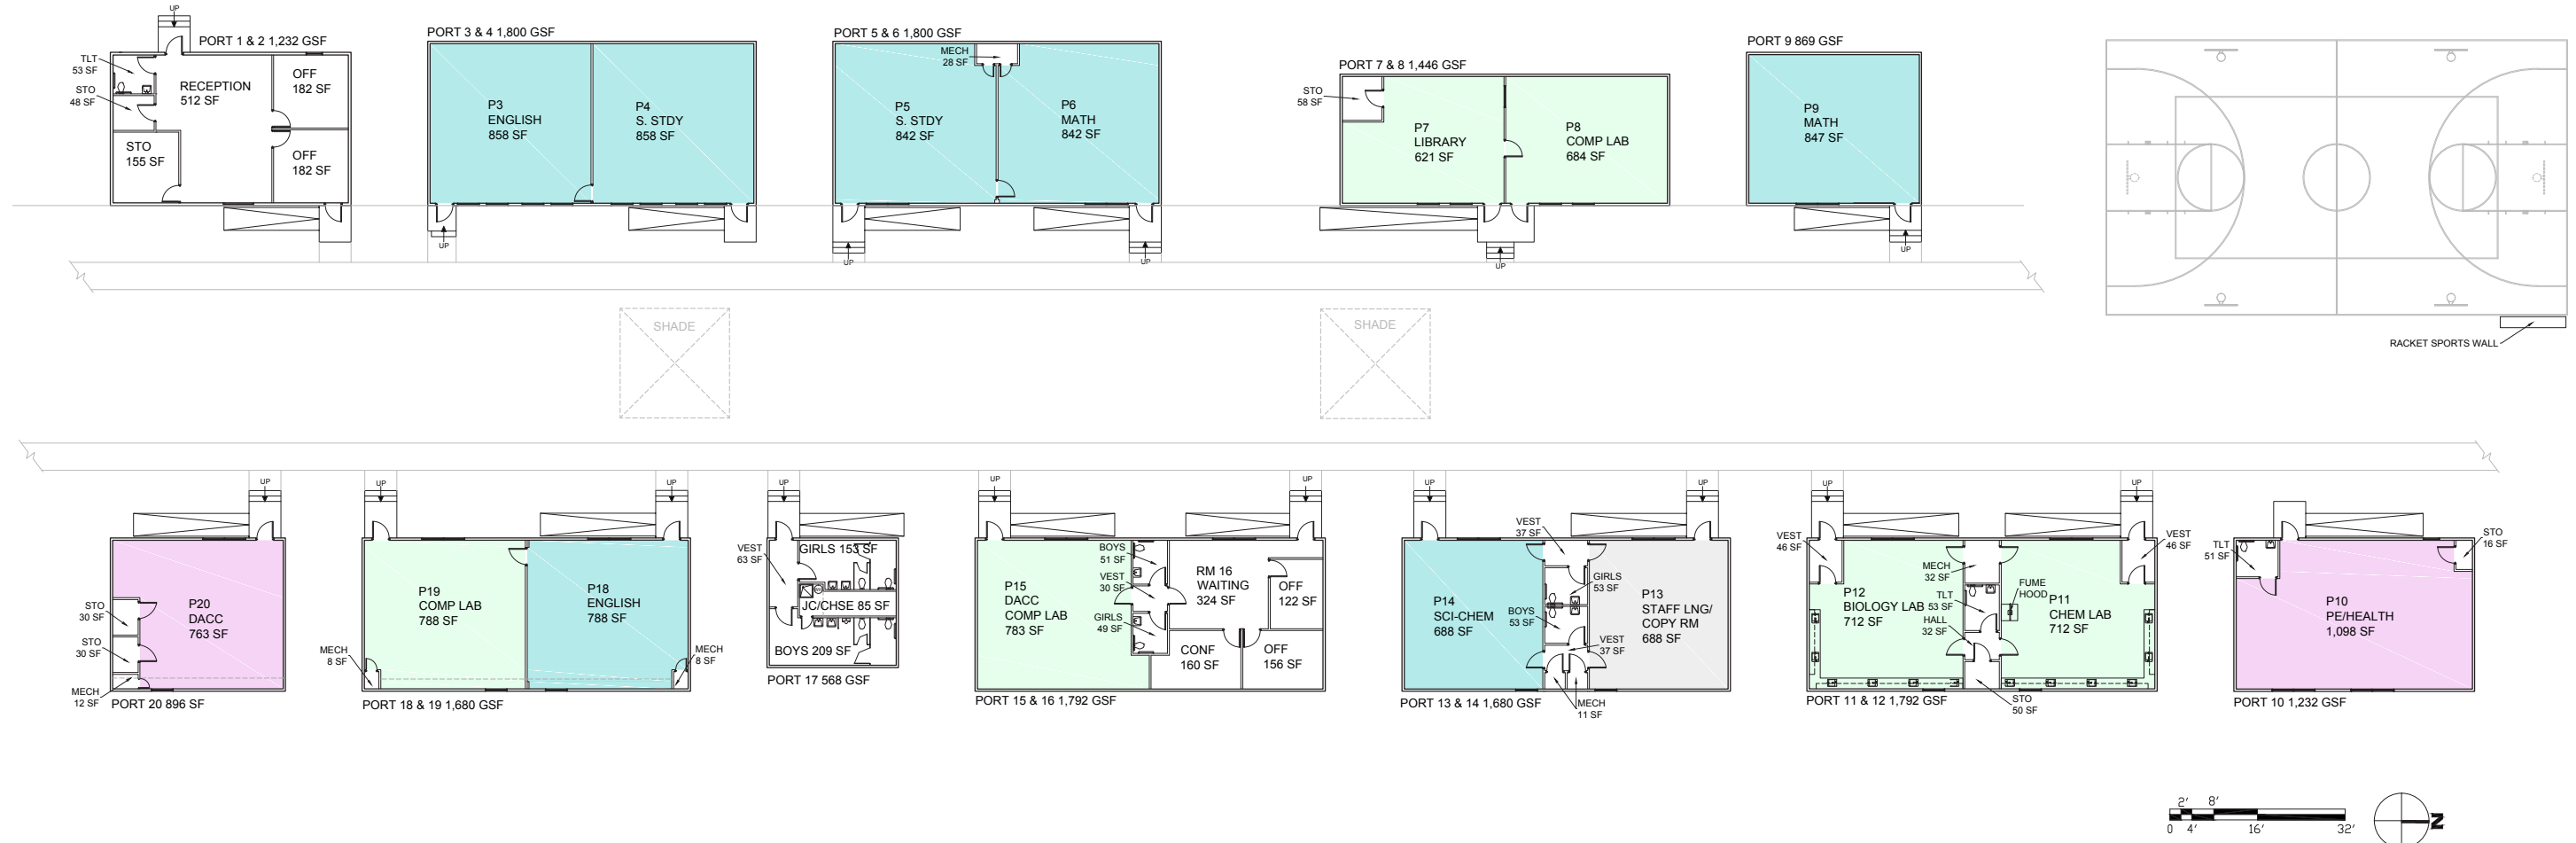 UP
PORT 1 & 2 1,232 GSF
TLT
53 SF
STO
48 SF
RECEPTION
512 SF
OFF
182 SF
STO
155 SF
OFF
182 SF
PORT 3 & 4 1,800 GSF
P3
ENGLISH
858 SF
P4
S. STDY
858 SF
UP
PORT 5 & 6 1,800 GSF
MECH
28 SF
P5
S. STDY
842 SF
P6
MATH
842 SF
UP
UP
PORT 7 & 8 1,446 GSF
STO
58 SF
P7
LIBRARY
621 SF
P8
COMP LAB
684 SF
UP
PORT 9 869 GSF
P9
MATH
847 SF
UP
RACKET SPORTS WALL
SHADE
SHADE
UP
STO
30 SF
STO
30 SF
MECH
12 SF
P20
DACC
763 SF
PORT 20 896 SF
UP
UP
P19
COMP LAB
788 SF
P18
ENGLISH
788 SF
MECH
8 SF
MECH
8 SF
PORT 18 & 19 1,680 GSF
UP
VEST
63 SF
GIRLS 153 SF
JC/CHSE 85 SF
BOYS 209 SF
PORT 17 568 GSF
UP
UP
P15
DACC
COMP LAB
783 SF
BOYS
51 SF
VEST
30 SF
GIRLS
49 SF
RM 16
WAITING
324 SF
OFF
122 SF
CONF
160 SF
OFF
156 SF
PORT 15 & 16 1,792 GSF
UP
UP
VEST
37 SF
P14
SCI-CHEM
688 SF
GIRLS
53 SF
BOYS
53 SF
VEST
37 SF
P13
STAFF LNG/
COPY RM
688 SF
MECH
11 SF
PORT 13 & 14 1,680 GSF
UP
UP
VEST
46 SF
VEST
46 SF
P12
BIOLOGY LAB
712 SF
MECH
32 SF
TLT
53 SF
HALL
32 SF
FUME
HOOD
P11
CHEM LAB
712 SF
STO
50 SF
PORT 11 & 12 1,792 GSF
TLT
51 SF
STO
16 SF
P10
PE/HEALTH
1,098 SF
PORT 10 1,232 GSF
2' 8'
0 4' 16' 32'
N